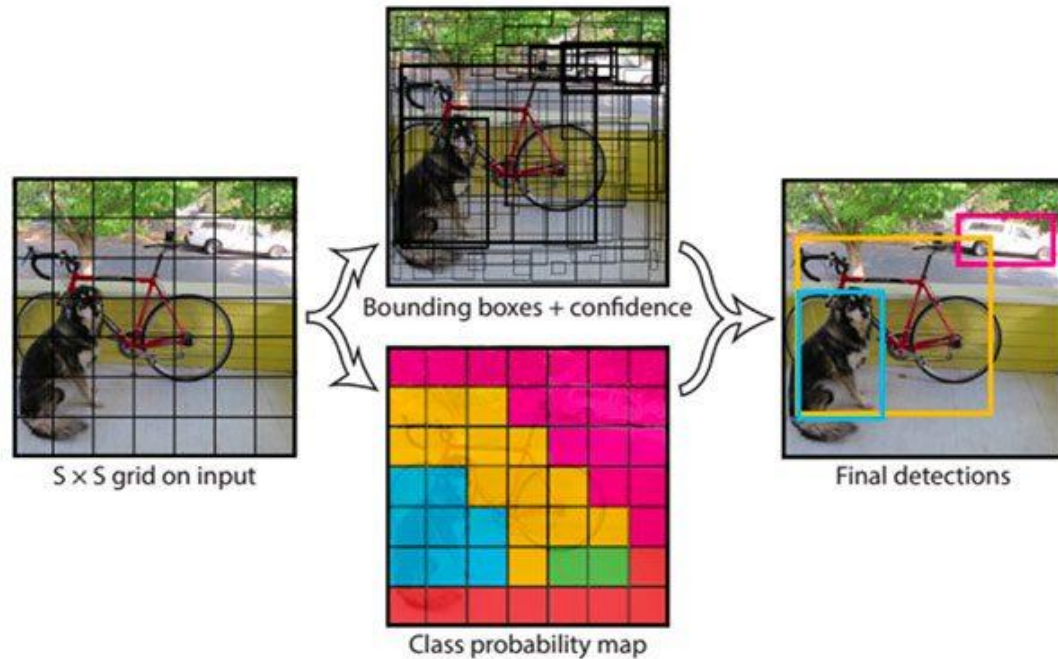 Bounding boxes + confidence
S × S grid on input
Final detections
Class probability map